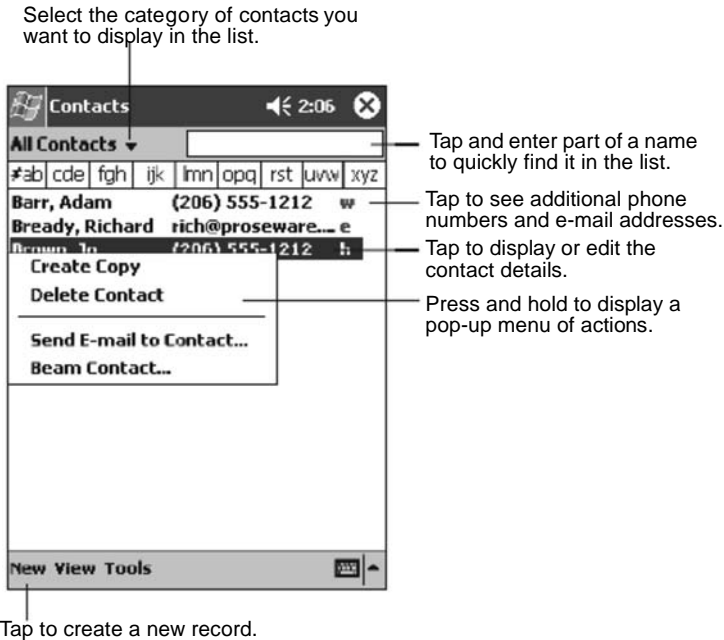 Select the category of contacts you
want to display in the list.
Contacts 2:06
All Contacts
Tap and enter part of a name
to quickly find it in the list.
#ab cde fgh ijk lmn opq rst uvw xyz
Barr, Adam (206) 555-1212 w
Tap to see additional phone
numbers and e-mail addresses.
Bready, Richard rich@proseware.... e
Brown, Jo (206) 555-1212 h
Tap to display or edit the
contact details.
Create Copy
Delete Contact
Press and hold to display a
pop-up menu of actions.
Send E-mail to Contact...
Beam Contact...
New View Tools
Tap to create a new record.